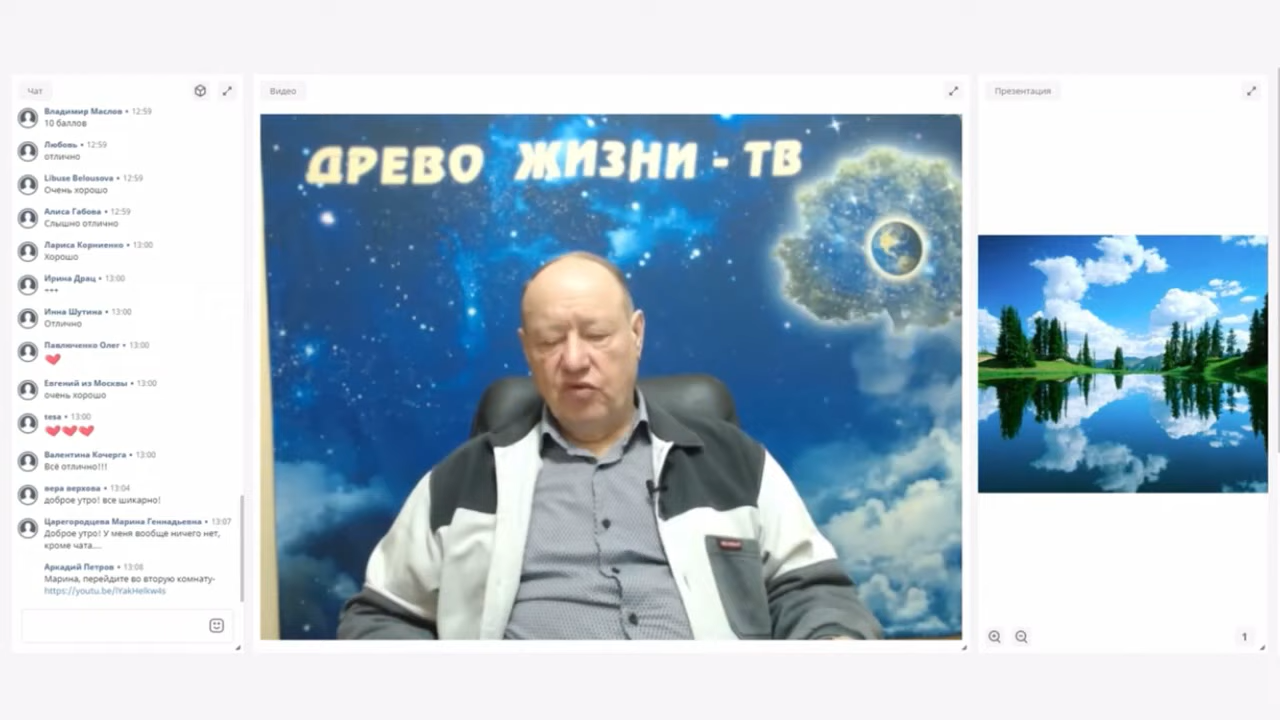 Чат
Владимир Маслов • 12:59
10 баллов
Любовь • 12:59
отлично
Libuse Belousova • 12:59
Очень хорошо
Алиса Габова • 12:59
Слышно отлично
Лариса Корниенко • 13:00
Хорошо
Ирина Драц • 13:00
+++
Инна Шутина • 13:00
Отлично
Павлюченко Олег • 13:00
Евгений из Москвы • 13:00
очень хорошо
tesa • 13:00
Валентина Кочерга • 13:00
Всё отлично!!!
вера верхова • 13:04
доброе утро! все шикарно!
Царегородцева Марина Геннадьевна • 13:07
Доброе утро! У меня вообще ничего нет,
кроме чата....
Аркадий Петров • 13:08
Марина, перейдите во вторую комнату-
Видео
ДРЕВО ЖИЗНИ - ТВ
Презентация
1